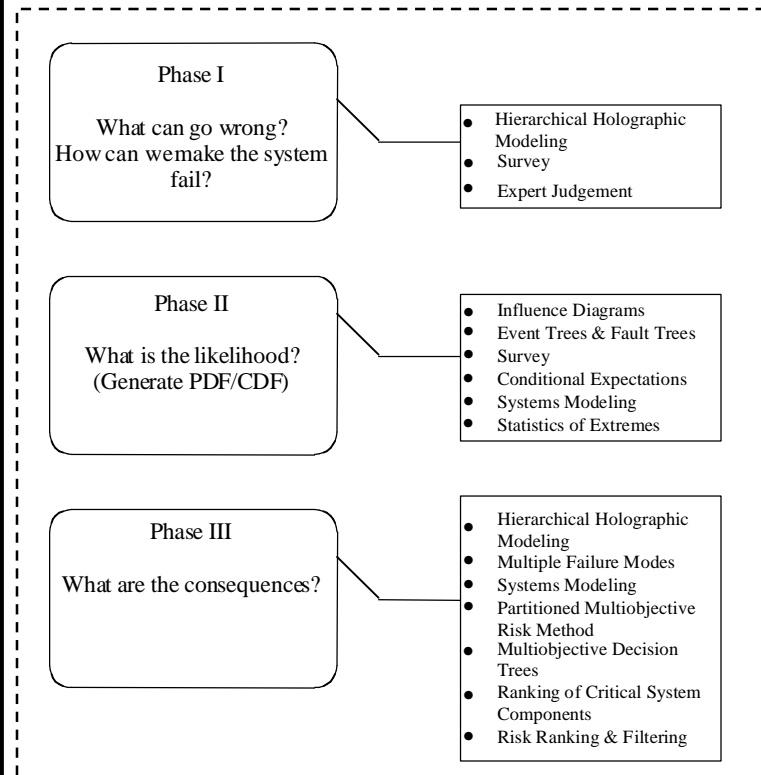 Phase I
What can go wrong?
How can we make the system
fail?
• Hierarchical Holographic
Modeling
• Survey
• Expert Judgement
Phase II
What is the likelihood?
(Generate PDF/CDF)
• Influence Diagrams
• Event Trees & Fault Trees
• Survey
• Conditional Expectations
• Systems Modeling
• Statistics of Extremes
Phase III
What are the consequences?
• Hierarchical Holographic
Modeling
• Multiple Failure Modes
• Systems Modeling
• Partitioned Multiobjective
Risk Method
• Multiobjective Decision
Trees
• Ranking of Critical System
Components
• Risk Ranking & Filtering